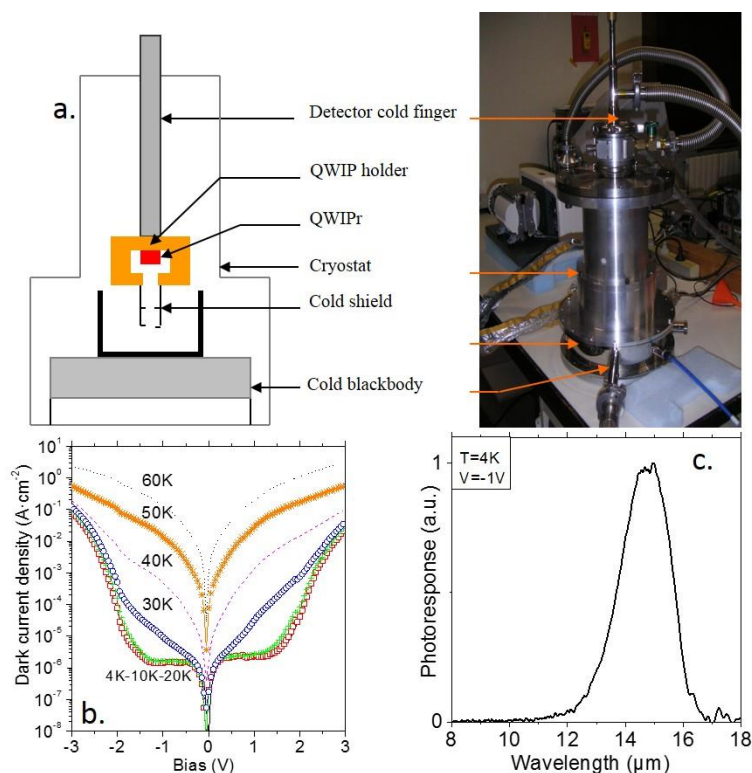 a.
Detector cold finger
QWIP holder
QWIPr
Cryostat
Cold shield
Cold blackbody
Dark current density (A·cm⁻²)
10¹
10⁰
10⁻¹
10⁻²
10⁻³
10⁻⁴
10⁻⁵
10⁻⁶
10⁻⁷
10⁻⁸
60K
50K
40K
30K
4K-10K-20K
b.
-3 -2 -1 0 1 2 3
Bias (V)
T=4K
V=-1V
c.
Photoresponse (a.u.)
1
0
8 10 12 14 16 18
Wavelength (µm)